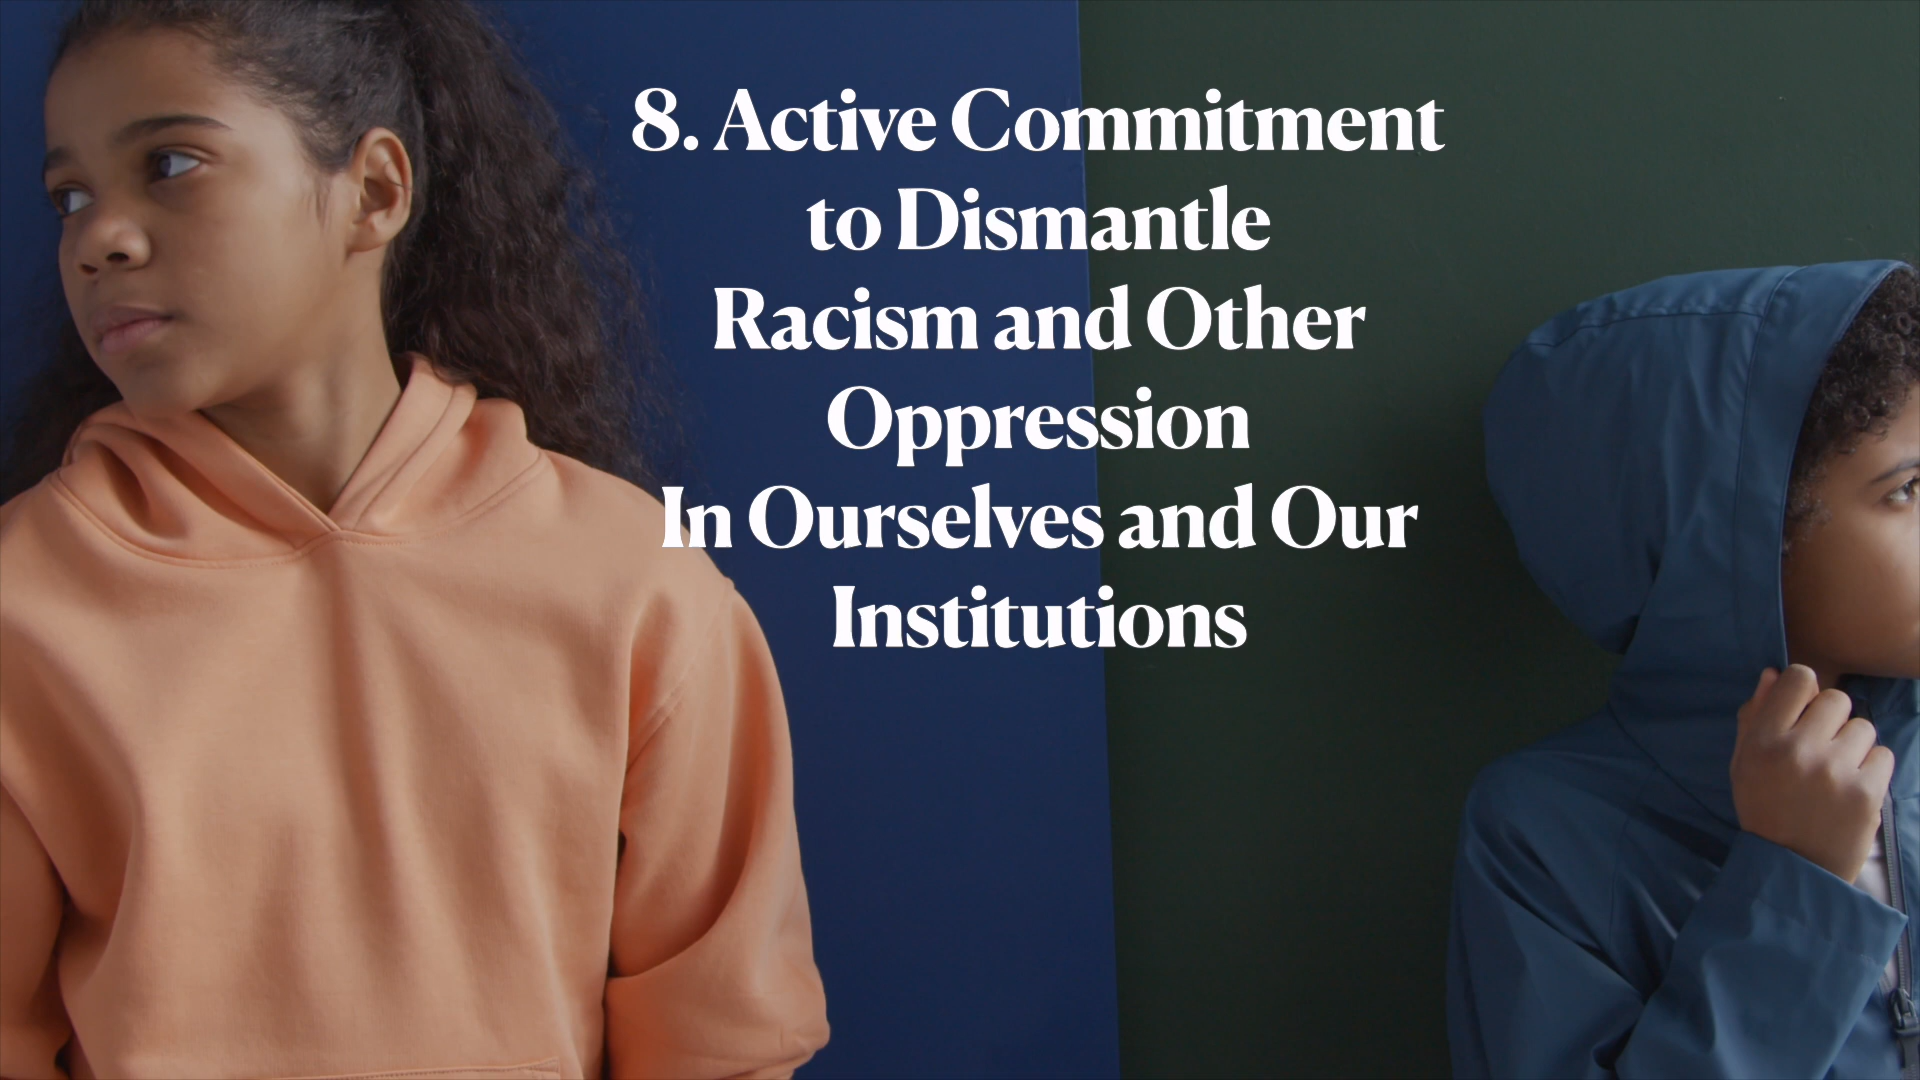 8. Active Commitment
to Dismantle
Racism and Other
Oppression
In Ourselves and Our
Institutions